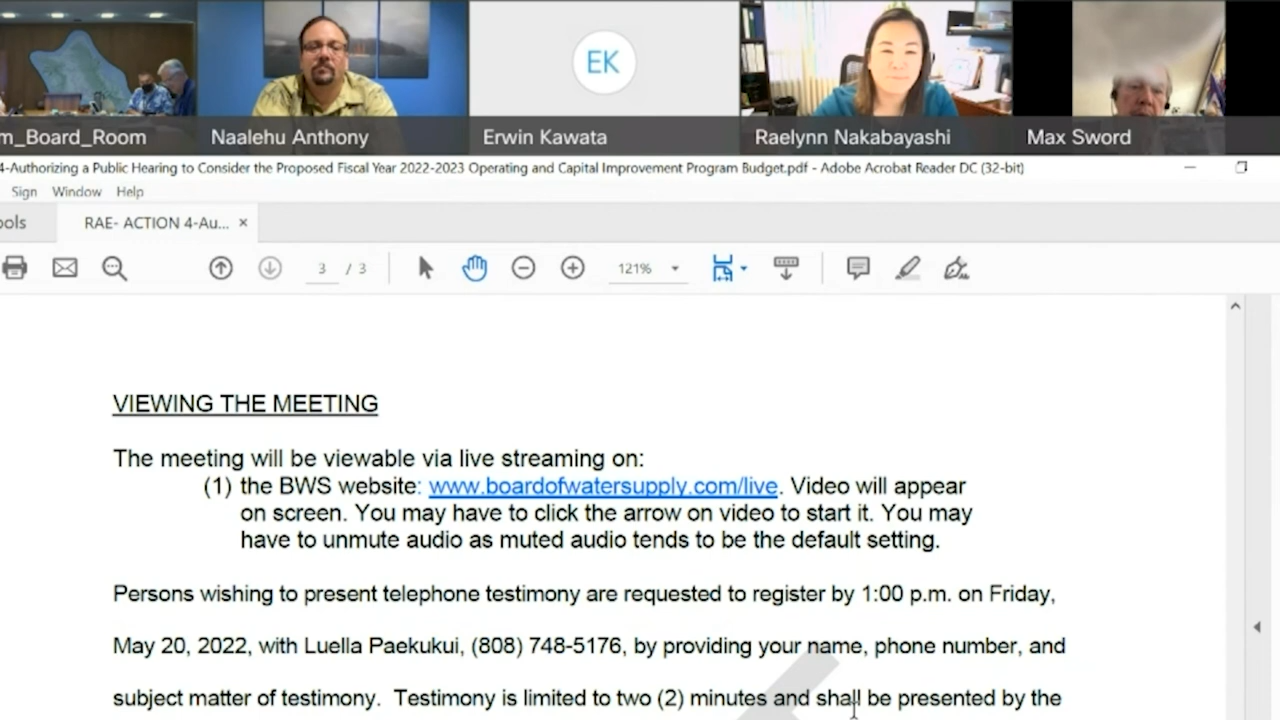 m_Board_Room
Naalehu Anthony
EK
Erwin Kawata
Raelynn Nakabayashi
Max Sword
4-Authorizing a Public Hearing to Consider the Proposed Fiscal Year 2022-2023 Operating and Capital Improvement Program Budget.pdf - Adobe Acrobat Reader DC (32-bit)
Sign Window Help
ools
RAE- ACTION 4-Au... ×
3 / 3
121%
VIEWING THE MEETING
The meeting will be viewable via live streaming on:
(1) the BWS website: www.boardofwatersupply.com/live. Video will appear
on screen. You may have to click the arrow on video to start it. You may
have to unmute audio as muted audio tends to be the default setting.
Persons wishing to present telephone testimony are requested to register by 1:00 p.m. on Friday,
May 20, 2022, with Luella Paekukui, (808) 748-5176, by providing your name, phone number, and
subject matter of testimony. Testimony is limited to two (2) minutes and shall be presented by the